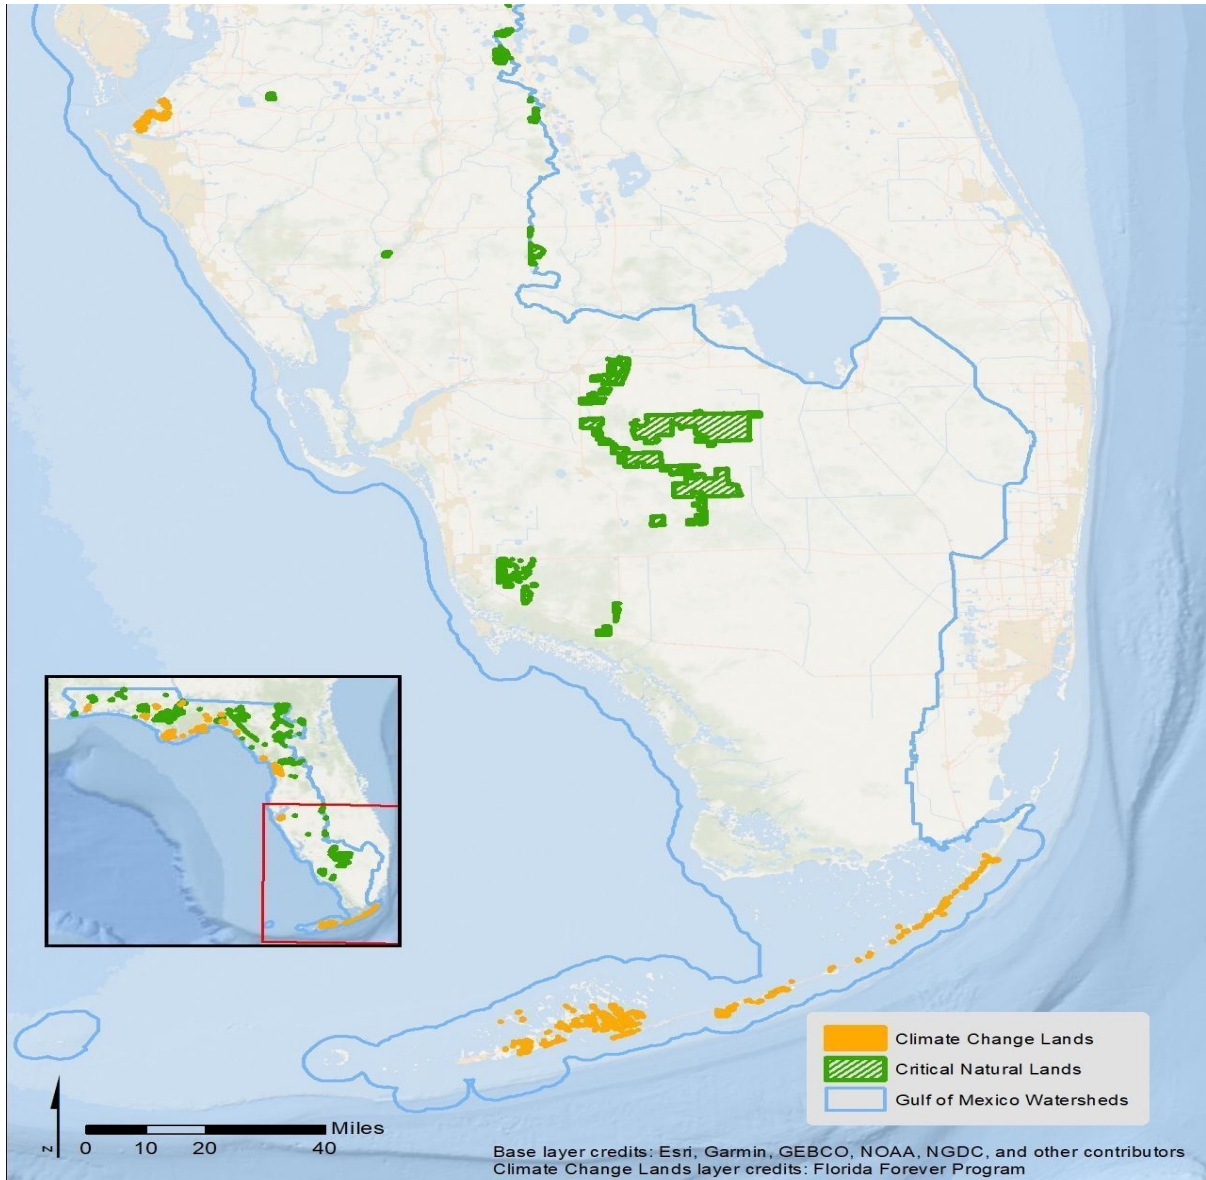 Climate Change Lands
Critical Natural Lands
Gulf of Mexico Watersheds
N
Miles
0 10 20 40
Base layer credits: Esri, Garmin, GEBCO, NOAA, NGDC, and other contributors
Climate Change Lands layer credits: Florida Forever Program